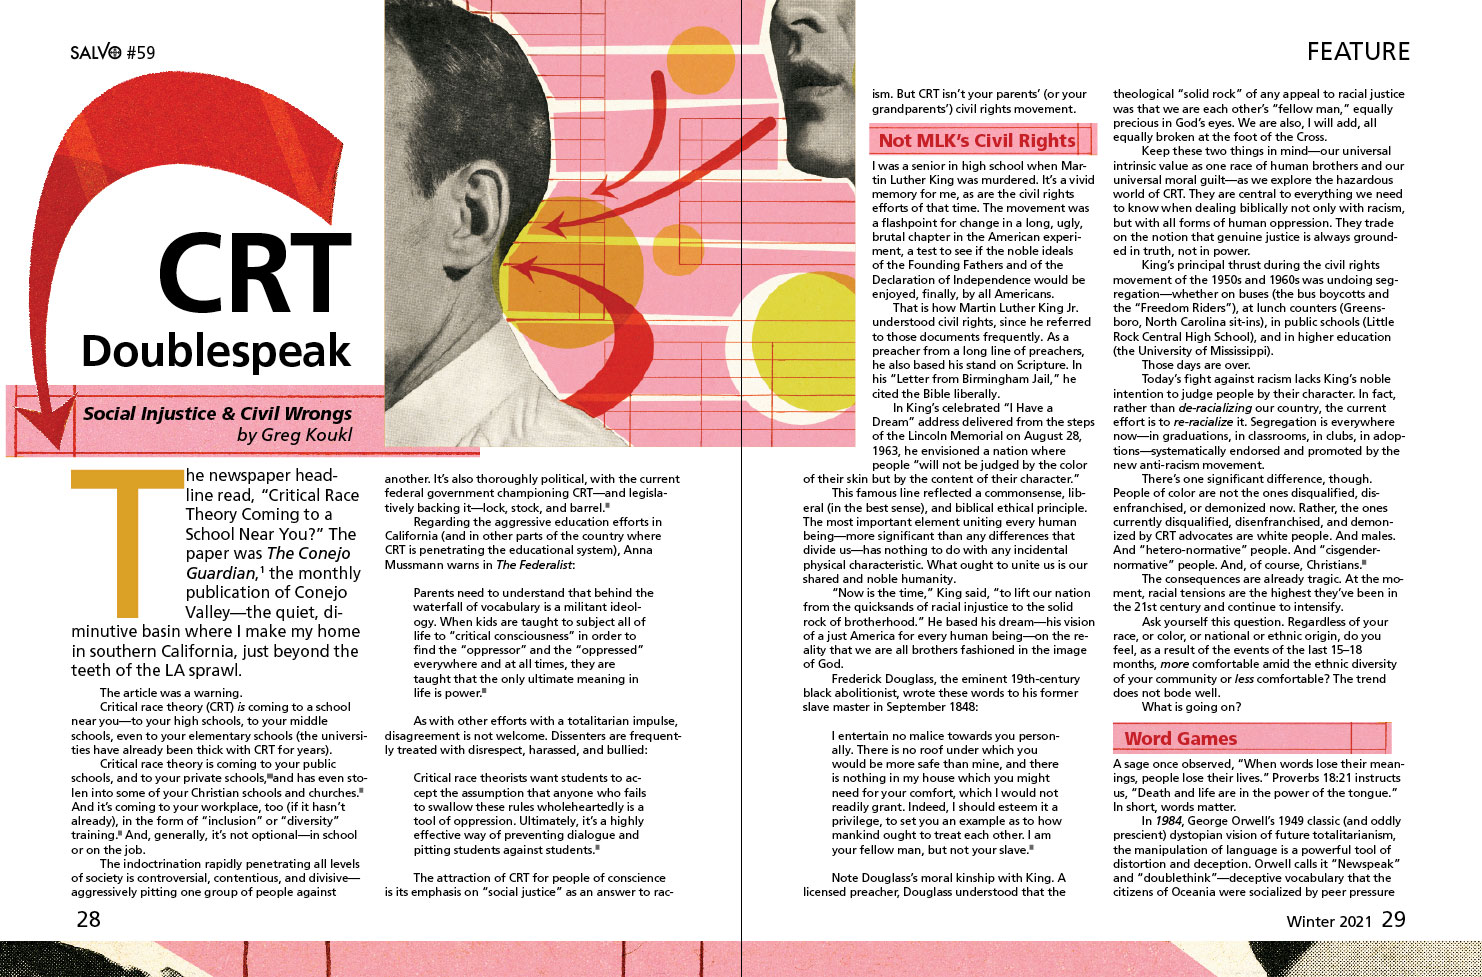 SALVO #59
FEATURE
CRT
Doublespeak
Social Injustice & Civil Wrongs
by Greg Koukl
The newspaper head-
line read, “Critical Race
Theory Coming to a
School Near You?” The
paper was The Conejo
Guardian,¹ the monthly
publication of Conejo
Valley—the quiet, di-
minutive basin where I make my home
in southern California, just beyond the
teeth of the LA sprawl.
The article was a warning.
Critical race theory (CRT) is coming to a school
near you—to your high schools, to your middle
schools, even to your elementary schools (the universi-
ties have already been thick with CRT for years).
Critical race theory is coming to your public
schools, and to your private schools, and has even sto-
len into some of your Christian schools and churches.
And it’s coming to your workplace, too (if it hasn’t
already), in the form of “inclusion” or “diversity”
training. And, generally, it’s not optional—in school
or on the job.
The indoctrination rapidly penetrating all levels
of society is controversial, contentious, and divisive—
aggressively pitting one group of people against
another. It’s also thoroughly political, with the current
federal government championing CRT—and legisla-
tively backing it—lock, stock, and barrel.
Regarding the aggressive education efforts in
California (and in other parts of the country where
CRT is penetrating the educational system), Anna
Mussmann warns in The Federalist:
Parents need to understand that behind the
waterfall of vocabulary is a militant ideol-
ogy. When kids are taught to subject all of
life to “critical consciousness” in order to
find the “oppressor” and the “oppressed”
everywhere and at all times, they are
taught that the only ultimate meaning in
life is power.
As with other efforts with a totalitarian impulse,
disagreement is not welcome. Dissenters are frequent-
ly treated with disrespect, harassed, and bullied:
Critical race theorists want students to ac-
cept the assumption that anyone who fails
to swallow these rules wholeheartedly is a
tool of oppression. Ultimately, it’s a highly
effective way of preventing dialogue and
pitting students against students.
The attraction of CRT for people of conscience
is its emphasis on “social justice” as an answer to rac-
ism. But CRT isn’t your parents’ (or your
grandparents’) civil rights movement.
Not MLK’s Civil Rights
I was a senior in high school when Mar-
tin Luther King was murdered. It’s a vivid
memory for me, as are the civil rights
efforts of that time. The movement was
a flashpoint for change in a long, ugly,
brutal chapter in the American experi-
ment, a test to see if the noble ideals
of the Founding Fathers and of the
Declaration of Independence would be
enjoyed, finally, by all Americans.
That is how Martin Luther King Jr.
understood civil rights, since he referred
to those documents frequently. As a
preacher from a long line of preachers,
he also based his stand on Scripture. In
his “Letter from Birmingham Jail,” he
cited the Bible liberally.
In King’s celebrated “I Have a
Dream” address delivered from the steps
of the Lincoln Memorial on August 28,
1963, he envisioned a nation where
people “will not be judged by the color
of their skin but by the content of their character.”
This famous line reflected a commonsense, lib-
eral (in the best sense), and biblical ethical principle.
The most important element uniting every human
being—more significant than any differences that
divide us—has nothing to do with any incidental
physical characteristic. What ought to unite us is our
shared and noble humanity.
“Now is the time,” King said, “to lift our nation
from the quicksands of racial injustice to the solid
rock of brotherhood.” He based his dream—his vision
of a just America for every human being—on the re-
ality that we are all brothers fashioned in the image
of God.
Frederick Douglass, the eminent 19th-century
black abolitionist, wrote these words to his former
slave master in September 1848:
I entertain no malice towards you person-
ally. There is no roof under which you
would be more safe than mine, and there
is nothing in my house which you might
need for your comfort, which I would not
readily grant. Indeed, I should esteem it a
privilege, to set you an example as to how
mankind ought to treat each other. I am
your fellow man, but not your slave.
Note Douglass’s moral kinship with King. A
licensed preacher, Douglass understood that the
theological “solid rock” of any appeal to racial justice
was that we are each other’s “fellow man,” equally
precious in God’s eyes. We are also, I will add, all
equally broken at the foot of the Cross.
Keep these two things in mind—our universal
intrinsic value as one race of human brothers and our
universal moral guilt—as we explore the hazardous
world of CRT. They are central to everything we need
to know when dealing biblically not only with racism,
but with all forms of human oppression. They trade
on the notion that genuine justice is always ground-
ed in truth, not in power.
King’s principal thrust during the civil rights
movement of the 1950s and 1960s was undoing seg-
regation—whether on buses (the bus boycotts and
the “Freedom Riders”), at lunch counters (Greens-
boro, North Carolina sit-ins), in public schools (Little
Rock Central High School), and in higher education
(the University of Mississippi).
Those days are over.
Today’s fight against racism lacks King’s noble
intention to judge people by their character. In fact,
rather than de-racializing our country, the current
effort is to re-racialize it. Segregation is everywhere
now—in graduations, in classrooms, in clubs, in adop-
tions—systematically endorsed and promoted by the
new anti-racism movement.
There’s one significant difference, though.
People of color are not the ones disqualified, dis-
enfranchised, or demonized now. Rather, the ones
currently disqualified, disenfranchised, and demon-
ized by CRT advocates are white people. And males.
And “hetero-normative” people. And “cisgender-
normative” people. And, of course, Christians.
The consequences are already tragic. At the mo-
ment, racial tensions are the highest they’ve been in
the 21st century and continue to intensify.
Ask yourself this question. Regardless of your
race, or color, or national or ethnic origin, do you
feel, as a result of the events of the last 15–18
months, more comfortable amid the ethnic diversity
of your community or less comfortable? The trend
does not bode well.
What is going on?
Word Games
A sage once observed, “When words lose their mean-
ings, people lose their lives.” Proverbs 18:21 instructs
us, “Death and life are in the power of the tongue.”
In short, words matter.
In 1984, George Orwell’s 1949 classic (and oddly
prescient) dystopian vision of future totalitarianism,
the manipulation of language is a powerful tool of
distortion and deception. Orwell calls it “Newspeak”
and “doublethink”—deceptive vocabulary that the
citizens of Oceania were socialized by peer pressure
28
Winter 2021 29